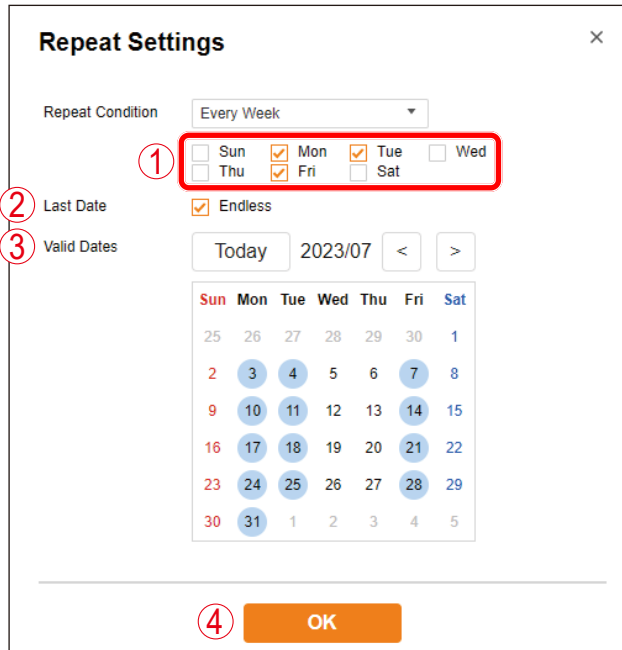 Repeat Settings ×
Repeat Condition Every Week
① Sun Mon Tue Wed
Thu Fri Sat
② Last Date Endless
③ Valid Dates Today 2023/07 < >
Sun Mon Tue Wed Thu Fri Sat
25 26 27 28 29 30 1
2 3 4 5 6 7 8
9 10 11 12 13 14 15
16 17 18 19 20 21 22
23 24 25 26 27 28 29
30 31 1 2 3 4 5
④ OK